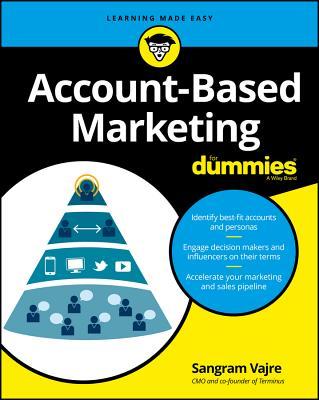 LEARNING MADE EASY
Account-Based
Marketing
for
dummies®
A Wiley Brand
Identify best-fit accounts
and personas
Engage decision makers and
influencers on their terms
Accelerate your marketing
and sales pipeline
Sangram Vajre
CMO and co-founder of Terminus